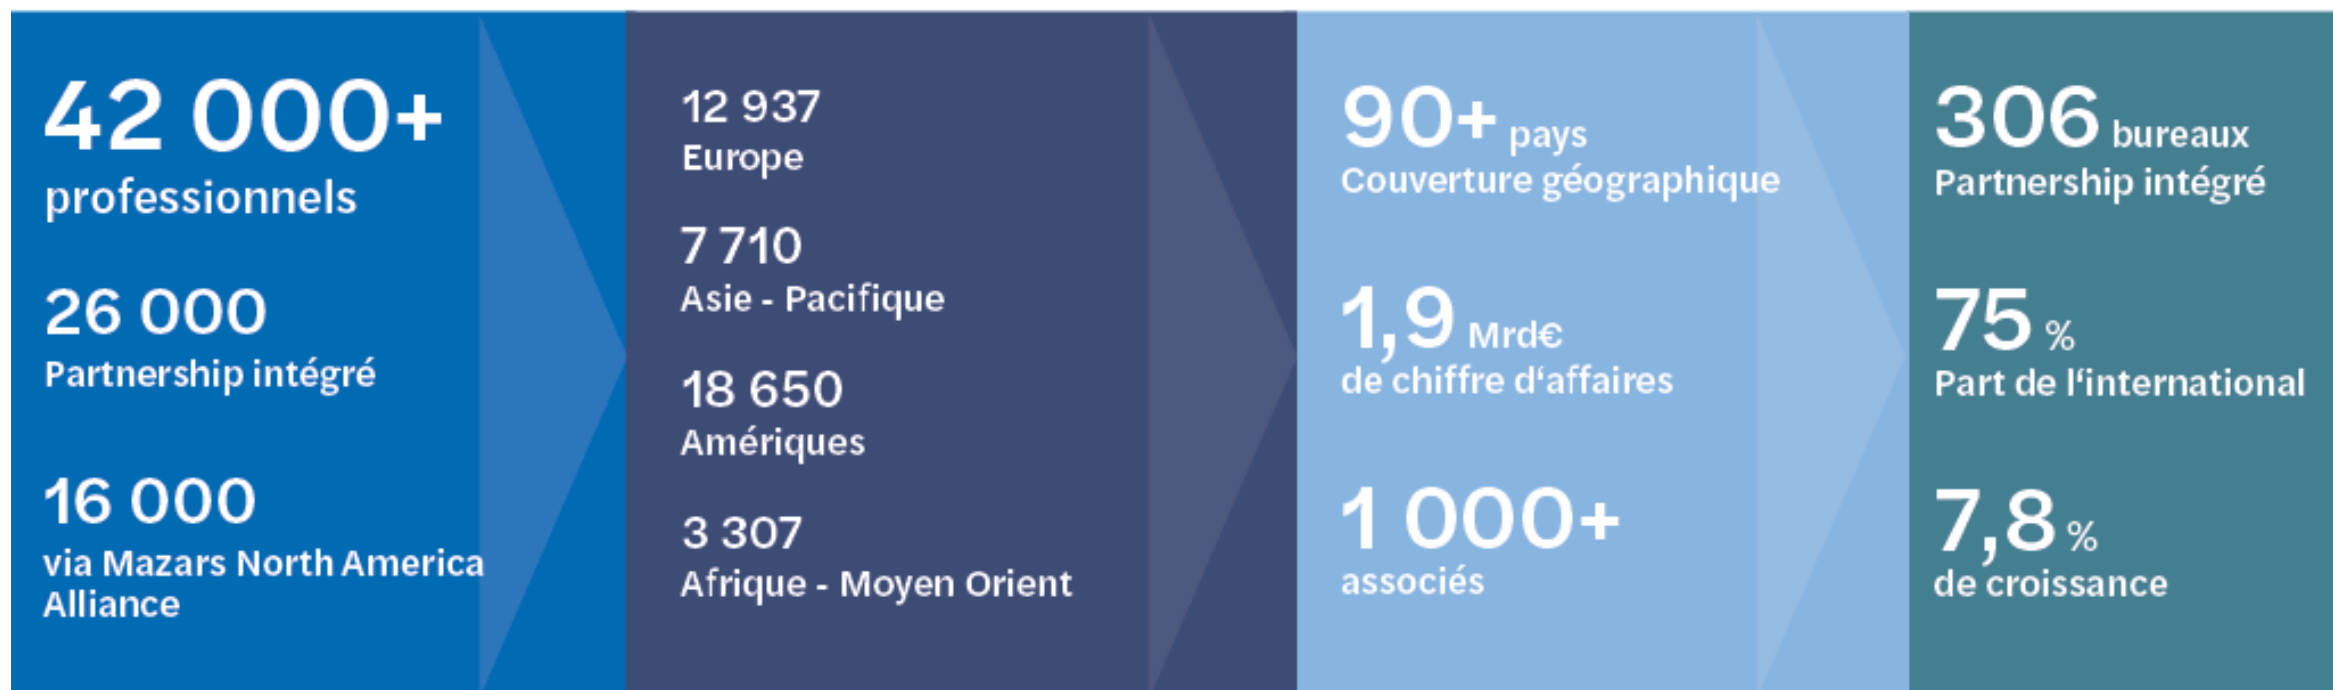 42 000+
professionnels
26 000
Partnership intégré
16 000
via Mazars North America
Alliance
12 937
Europe
7 710
Asie - Pacifique
18 650
Amériques
3 307
Afrique - Moyen Orient
90+ pays
Couverture géographique
1,9 Mrd€
de chiffre d‘affaires
1 000+
associés
306 bureaux
Partnership intégré
75 %
Part de l‘international
7,8 %
de croissance